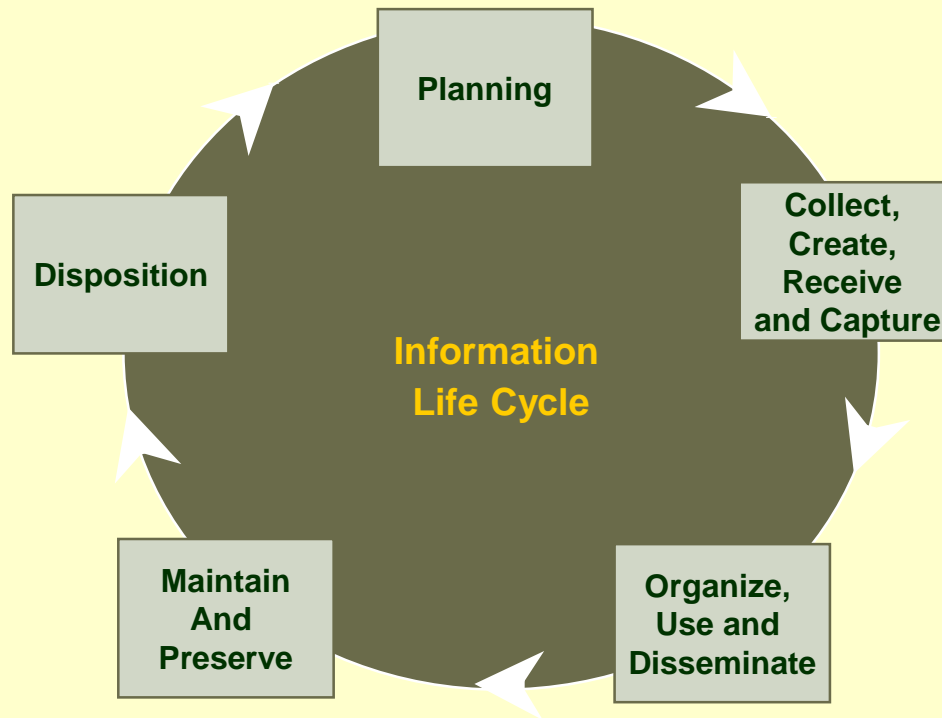 Planning
Collect,
Create,
Receive
and Capture
Organize,
Use and
Disseminate
Maintain
And
Preserve
Disposition
Information
Life Cycle